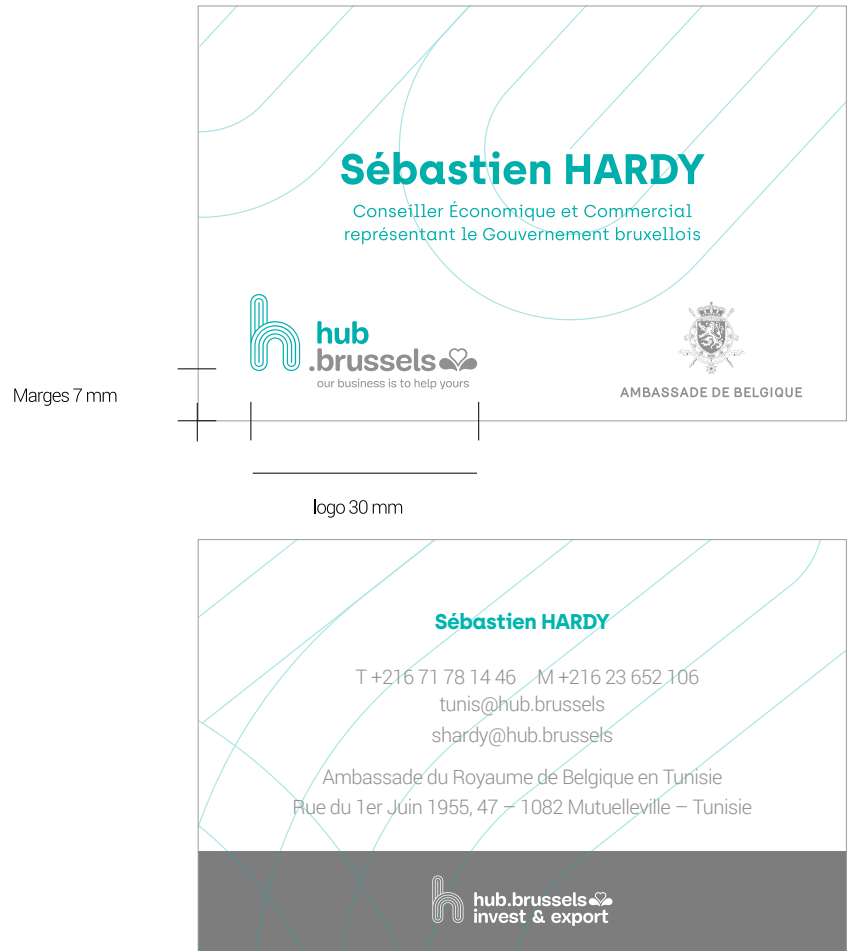 Sébastien HARDY
Conseiller Économique et Commercial
représentant le Gouvernement bruxellois
hub
.brussels
our business is to help yours
AMBASSADE DE BELGIQUE
Marges 7 mm
logo 30 mm
Sébastien HARDY
T +216 71 78 14 46 M +216 23 652 106
tunis@hub.brussels
shardy@hub.brussels
Ambassade du Royaume de Belgique en Tunisie
Rue du 1er Juin 1955, 47 – 1082 Mutuelleville – Tunisie
hub.brussels
invest & export